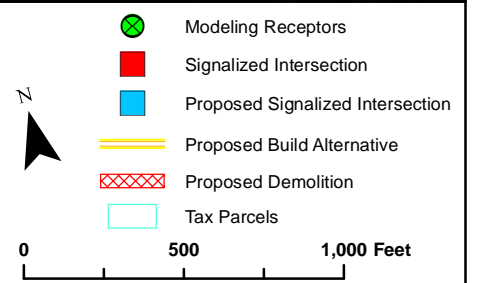 Modeling Receptors
Signalized Intersection
N
Proposed Signalized Intersection
Proposed Build Alternative
Proposed Demolition
Tax Parcels
0 500 1,000 Feet